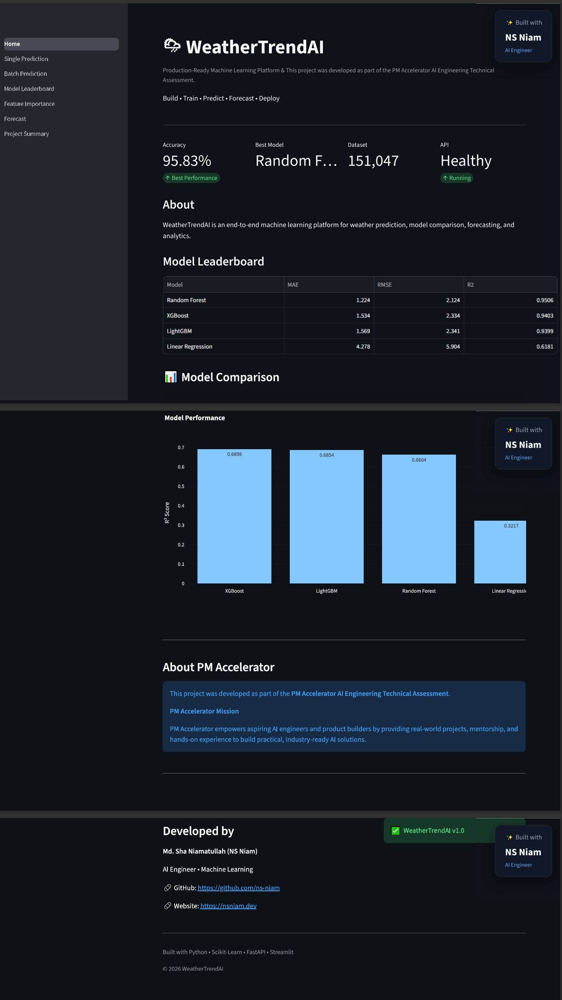 Home
Single Prediction
Batch Prediction
Model Leaderboard
Feature Importance
Forecast
Project Summary
✨ Built with
NS Niam
AI Engineer
🌦 WeatherTrendAI
Production-Ready Machine Learning Platform & This project was developed as part of the PM Accelerator AI Engineering Technical
Assessment.
Build • Train • Predict • Forecast • Deploy
Accuracy
95.83%
↑ Best Performance
Best Model
Random F...
Dataset
151,047
API
Healthy
↑ Running
About
WeatherTrendAI is an end-to-end machine learning platform for weather prediction, model comparison, forecasting, and
analytics.
Model Leaderboard
Model MAE RMSE R2
Random Forest 1.224 2.124 0.9506
XGBoost 1.534 2.334 0.9403
LightGBM 1.569 2.341 0.9399
Linear Regression 4.278 5.904 0.6181
📊 Model Comparison
Model Performance
✨ Built with
NS Niam
AI Engineer
R² Score
0.7
0.6
0.5
0.4
0.3
0.2
0.1
0
0.6898
0.6854
0.6604
0.3217
XGBoost
LightGBM
Random Forest
Linear Regressic
About PM Accelerator
This project was developed as part of the PM Accelerator AI Engineering Technical Assessment.
PM Accelerator Mission
PM Accelerator empowers aspiring AI engineers and product builders by providing real-world projects, mentorship, and
hands-on experience to build practical, industry-ready AI solutions.
Developed by
✅ WeatherTrendAI v1.0
✨ Built with
NS Niam
AI Engineer
Md. Sha Niamatullah (NS Niam)
AI Engineer • Machine Learning
🔗 GitHub: https://github.com/ns-niam
🔗 Website: https://nsniam.dev
Built with Python • Scikit-Learn • FastAPI • Streamlit
© 2026 WeatherTrendAI